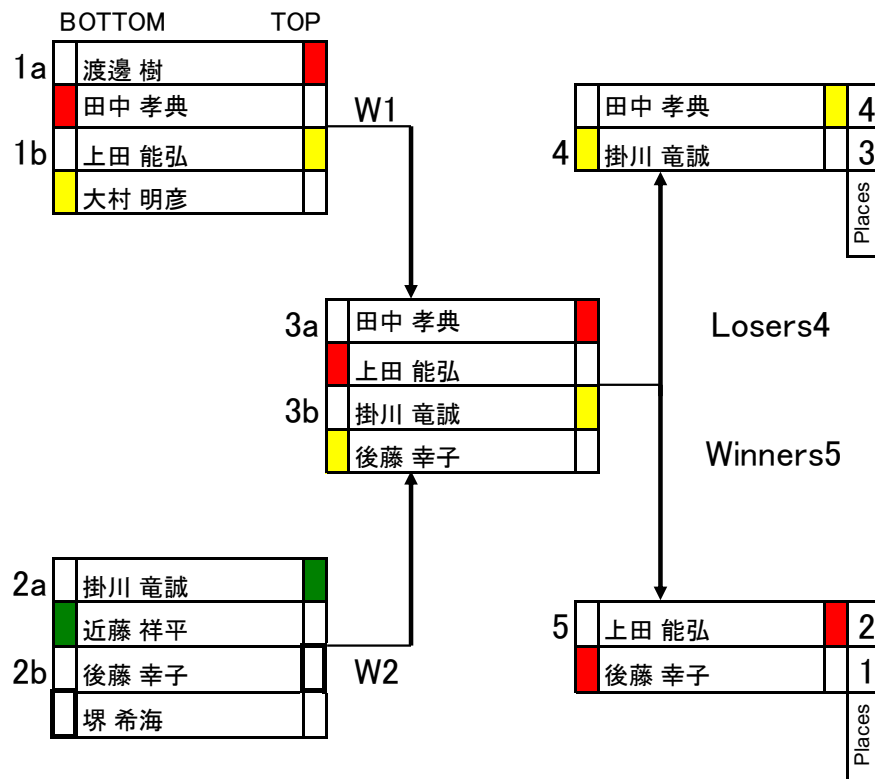 BOTTOM TOP
1a 渡邊 樹
田中 孝典
1b 上田 能弘
大村 明彦
W1
田中 孝典 4
4 掛川 竜誠 3
Places
3a 田中 孝典
上田 能弘
3b 掛川 竜誠
後藤 幸子
Losers4
Winners5
2a 掛川 竜誠
近藤 祥平
2b 後藤 幸子
堺 希海
W2
5 上田 能弘 2
後藤 幸子 1
Places